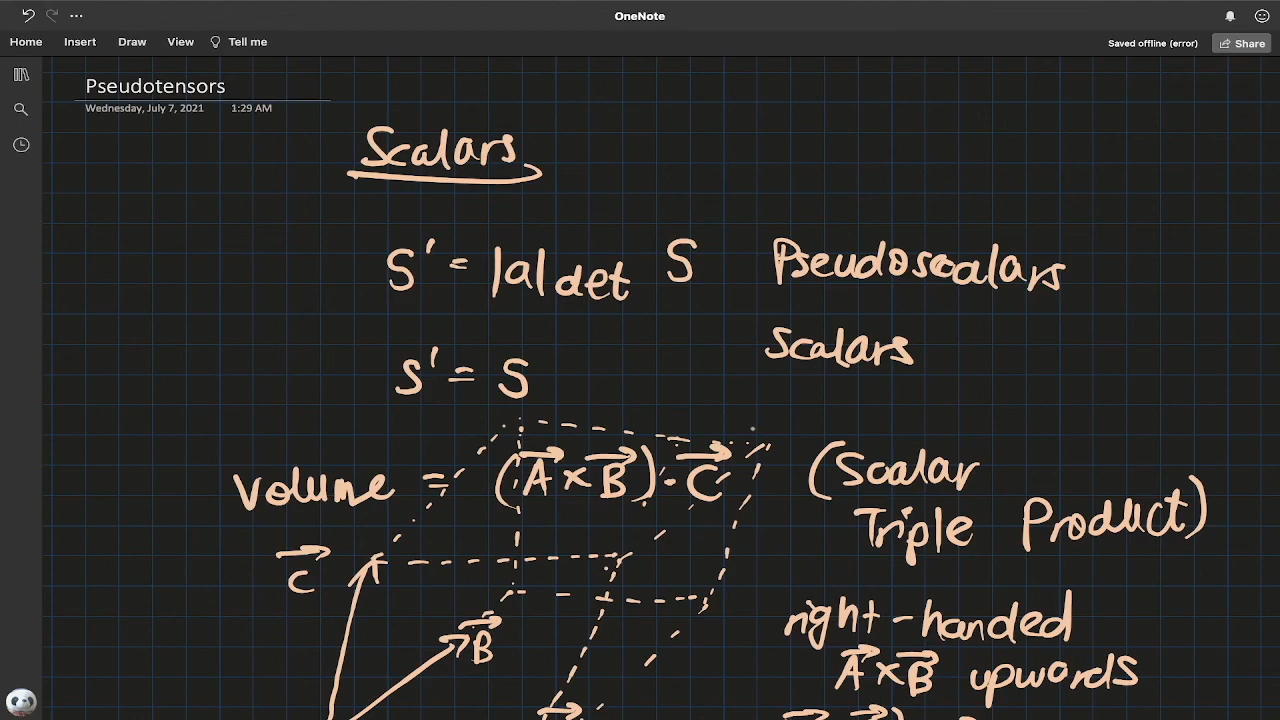 OneNote
Home Insert Draw View Tell me
Saved offline (error) Share
Pseudotensors
Wednesday, July 7, 2021 1:29 AM
Scalars
S' = |a| det S Pseudoscalars
S' = S Scalars
Volume = (A⃗ × B⃗) · C⃗ (Scalar Triple Product)
C⃗
B⃗
right-handed
A⃗ × B⃗ upwards